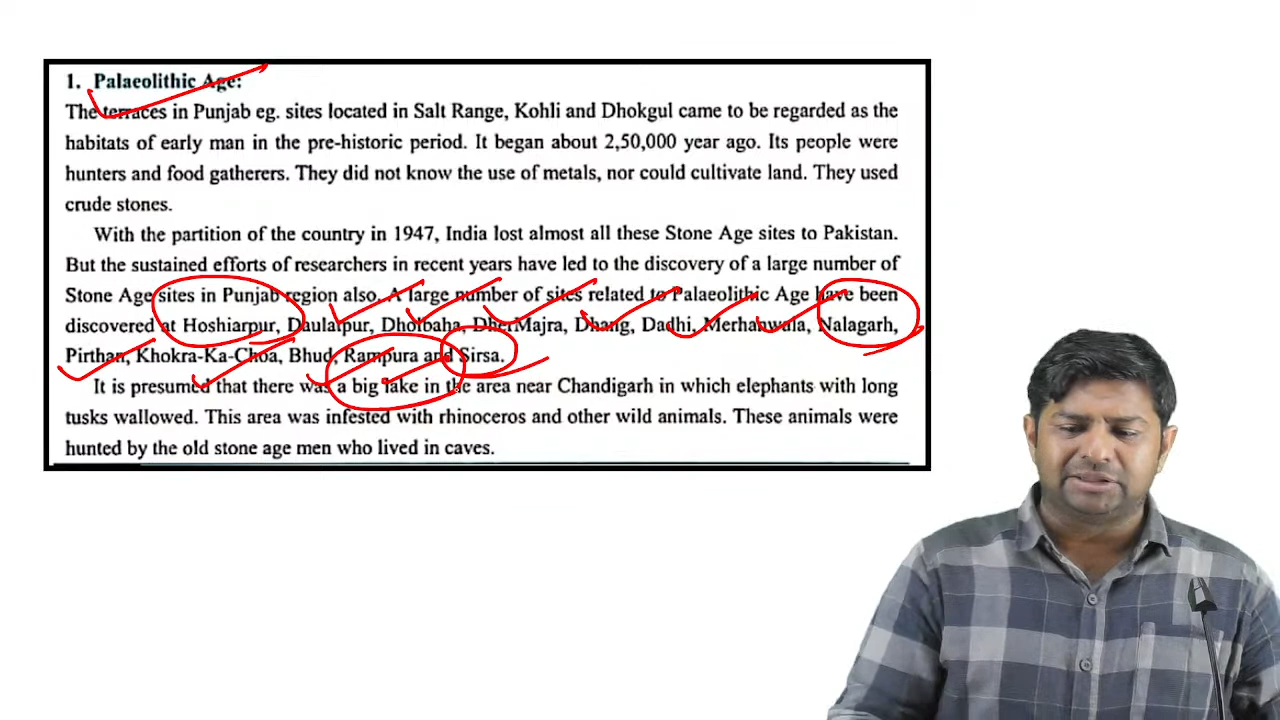 1. Palaeolithic Age:
The terraces in Punjab eg. sites located in Salt Range, Kohli and Dhokgul came to be regarded as the
habitats of early man in the pre-historic period. It began about 2,50,000 year ago. Its people were
hunters and food gatherers. They did not know the use of metals, nor could cultivate land. They used
crude stones.
With the partition of the country in 1947, India lost almost all these Stone Age sites to Pakistan.
But the sustained efforts of researchers in recent years have led to the discovery of a large number of
Stone Age sites in Punjab region also. A large number of sites related to Palaeolithic Age have been
discovered at Hoshiarpur, Daulatpur, Dholbaha, DherMajra, Dhang, Dadhi, Merhanwala, Nalagarh,
Pirthan, Khokra-Ka-Choa, Bhud, Rampura and Sirsa.
It is presumed that there was a big lake in the area near Chandigarh in which elephants with long
tusks wallowed. This area was infested with rhinoceros and other wild animals. These animals were
hunted by the old stone age men who lived in caves.